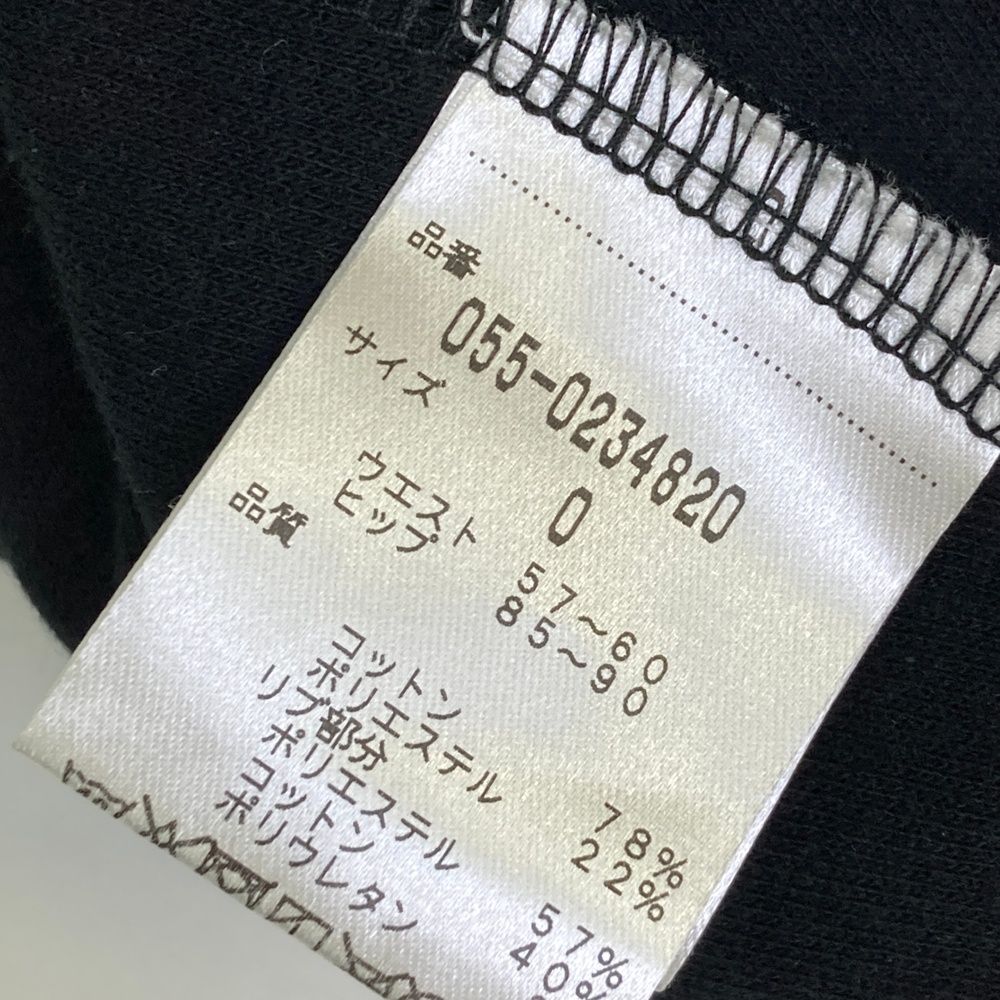 品番
055-0234820
サイズ
0
ウエスト 57～60
ヒップ 85～90
品質
コットン 78%
ポリエステル 22%
リブ部分
ポリエステル 57%
コットン 40%
ポリウレタン